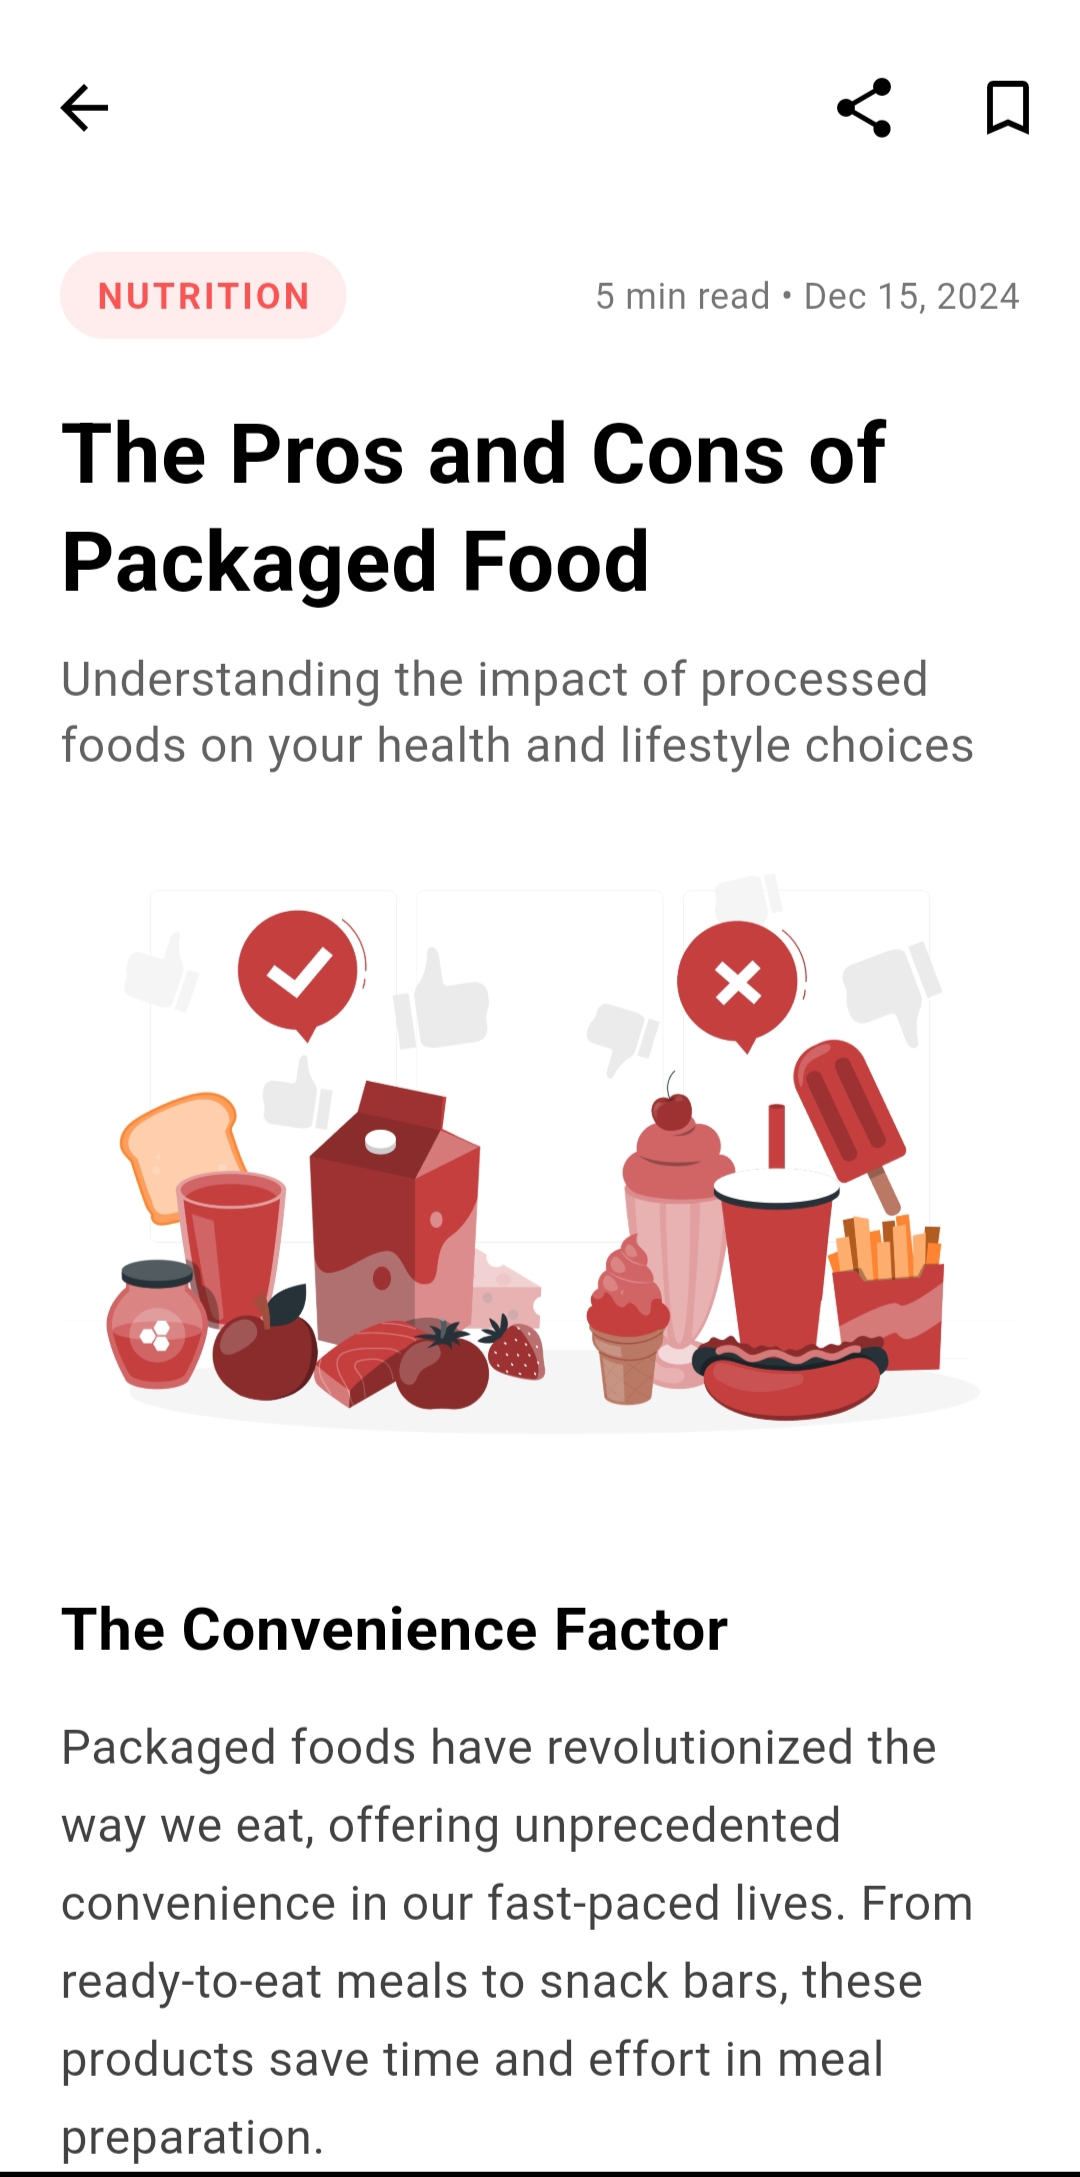 NUTRITION
5 min read • Dec 15, 2024
The Pros and Cons of
Packaged Food
Understanding the impact of processed
foods on your health and lifestyle choices
The Convenience Factor
Packaged foods have revolutionized the
way we eat, offering unprecedented
convenience in our fast-paced lives. From
ready-to-eat meals to snack bars, these
products save time and effort in meal
preparation.